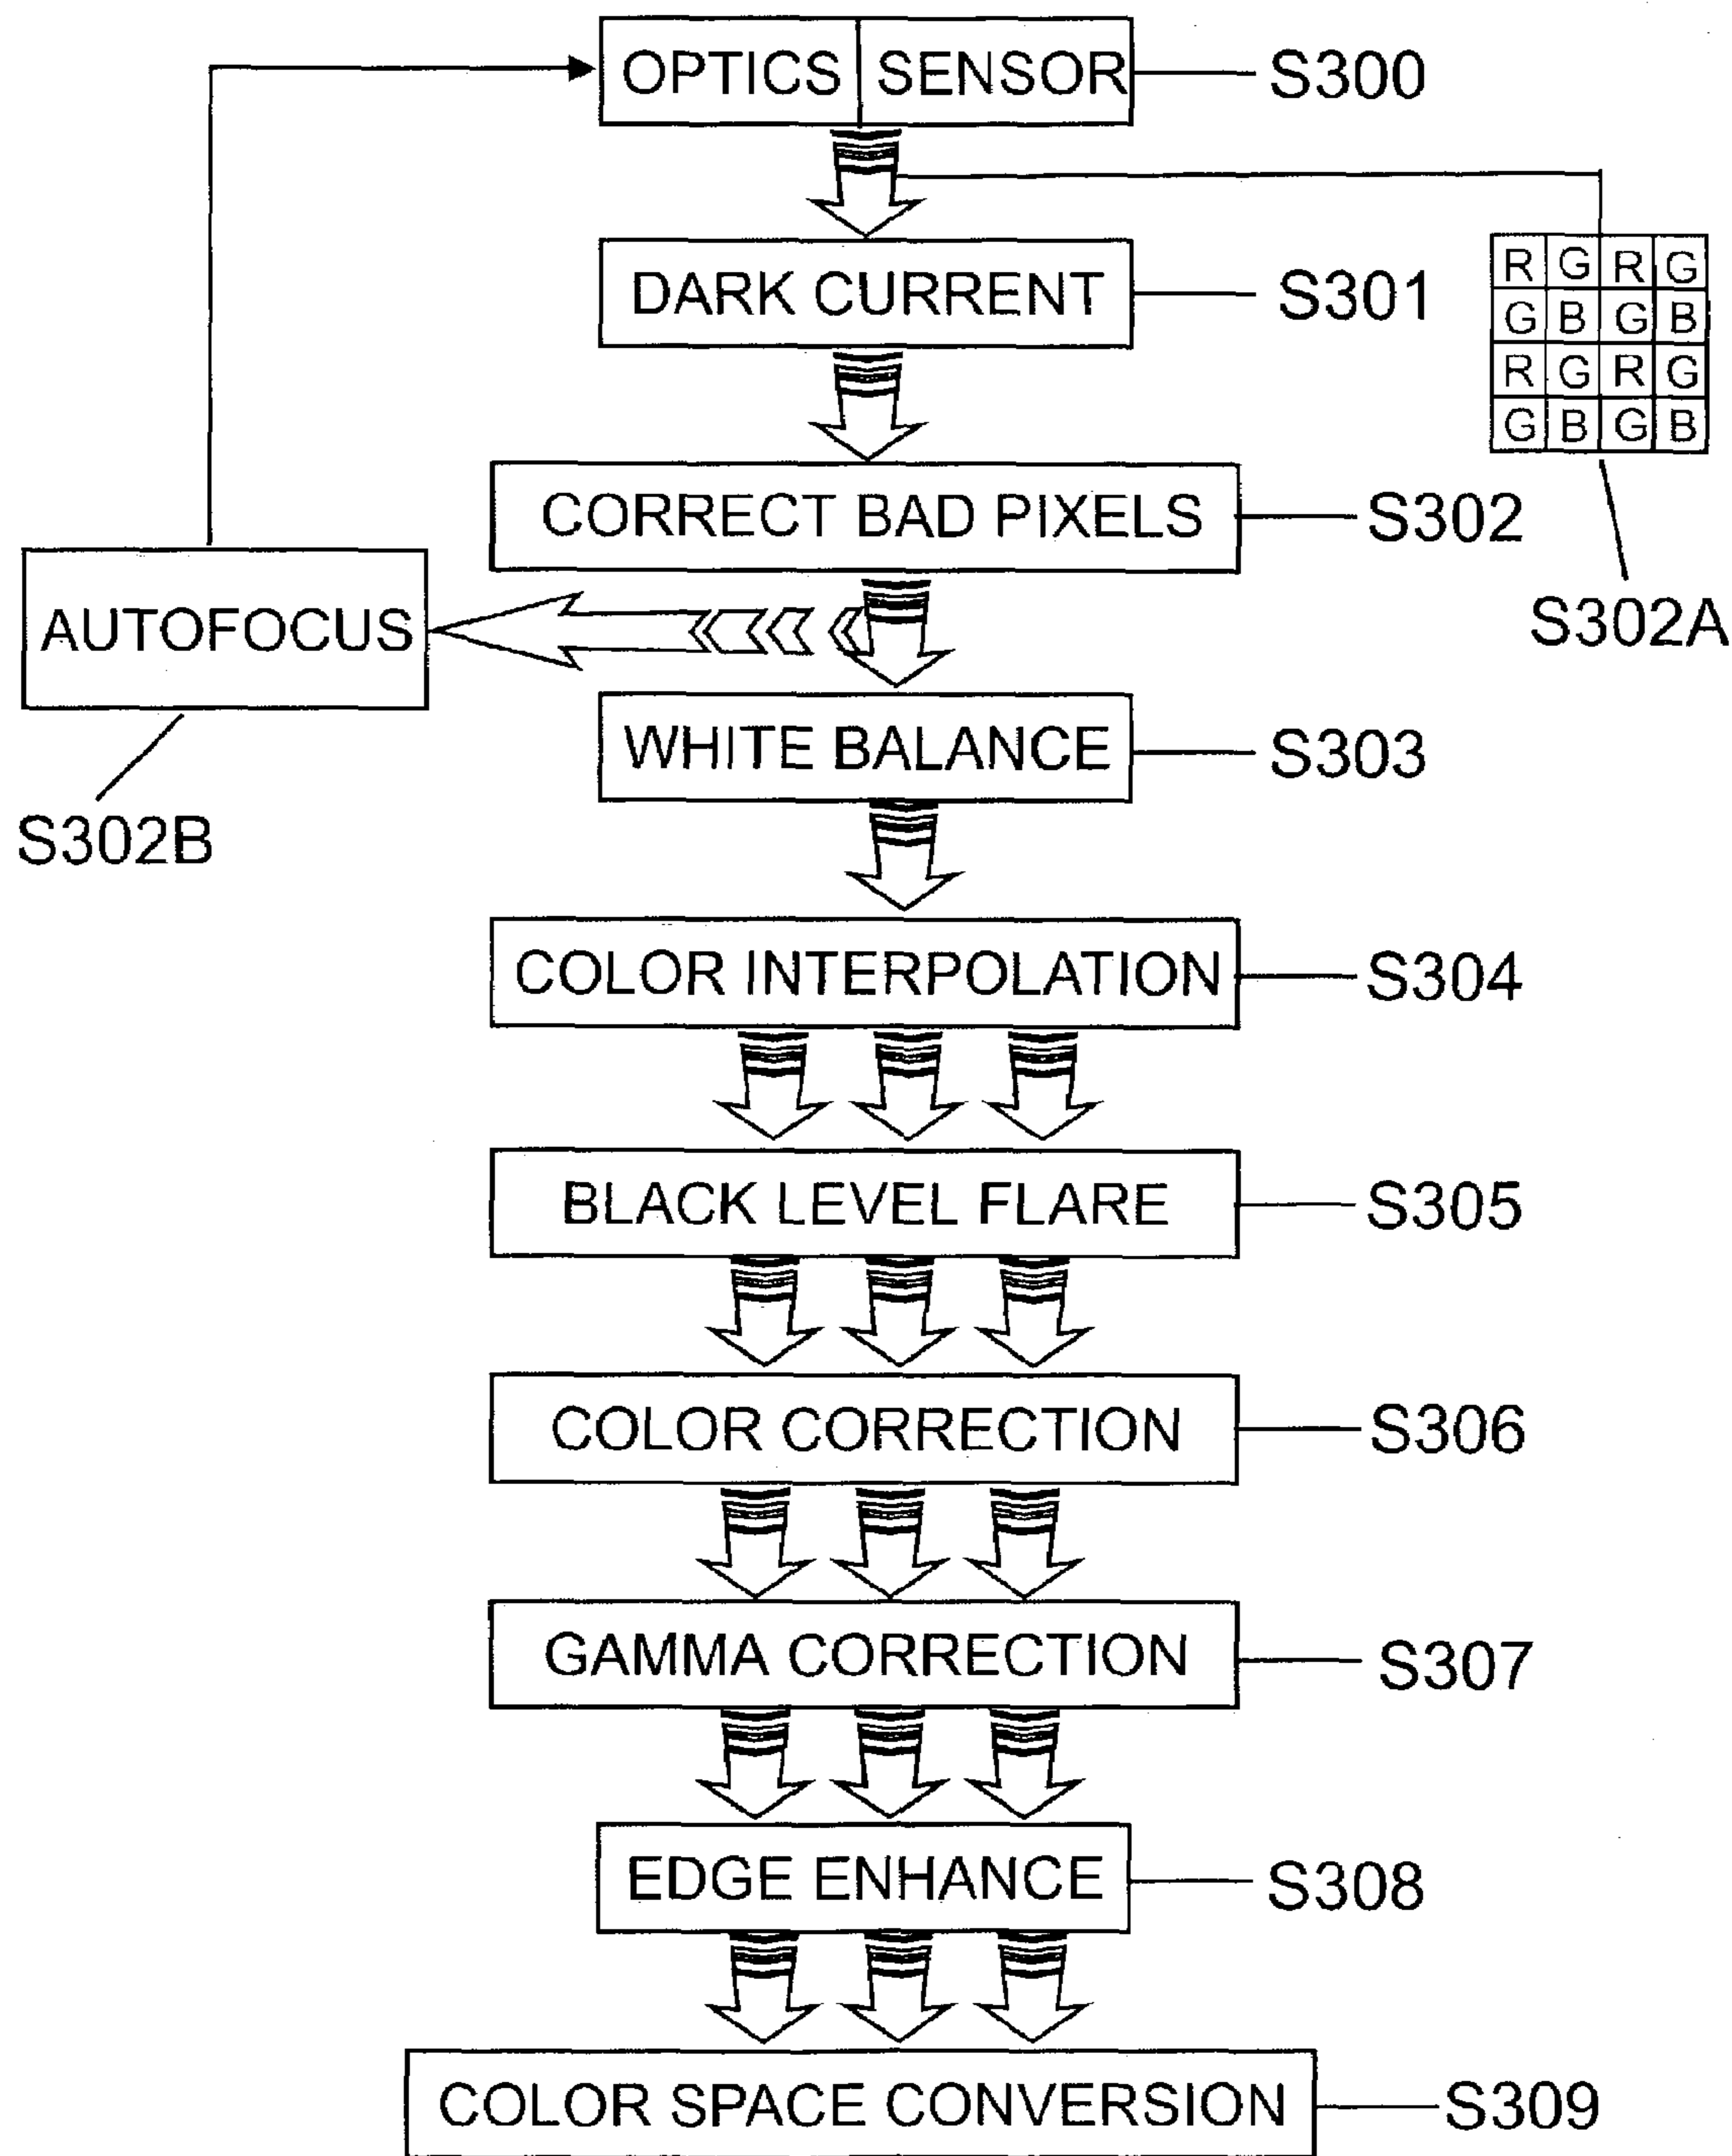 OPTICS SENSOR S300
DARK CURRENT S301
R G R G
G B G B
R G R G
G B G B
S302A
CORRECT BAD PIXELS S302
AUTOFOCUS
S302B
WHITE BALANCE S303
COLOR INTERPOLATION S304
BLACK LEVEL FLARE S305
COLOR CORRECTION S306
GAMMA CORRECTION S307
EDGE ENHANCE S308
COLOR SPACE CONVERSION S309